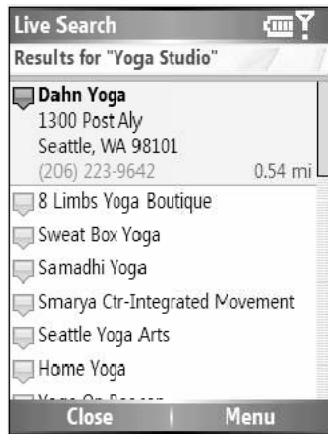 Live Search
Results for "Yoga Studio"
Dahn Yoga
1300 Post Aly
Seattle, WA 98101
(206) 223-9642 0.54 mi
8 Limbs Yoga Boutique
Sweat Box Yoga
Samadhi Yoga
Smarya Ctr-Integrated Movement
Seattle Yoga Arts
Home Yoga
Close Menu